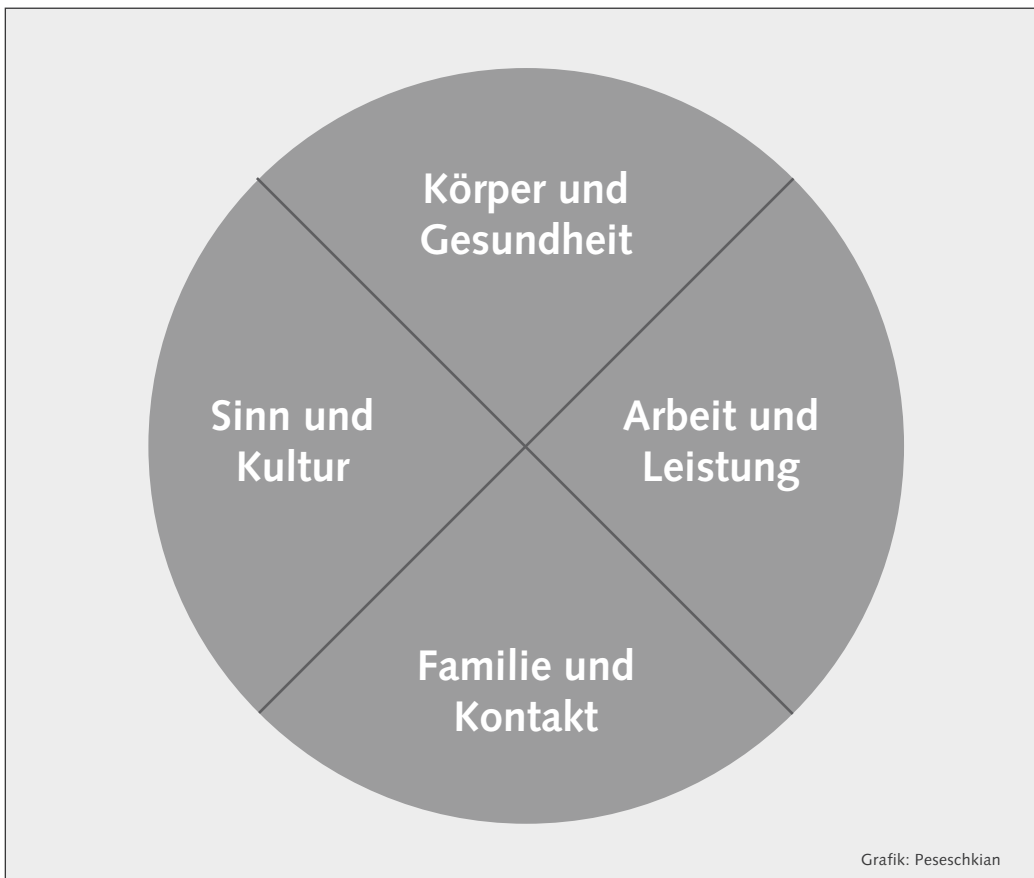 Körper und
Gesundheit
Sinn und
Kultur
Arbeit und
Leistung
Familie und
Kontakt
Grafik: Peseschkian